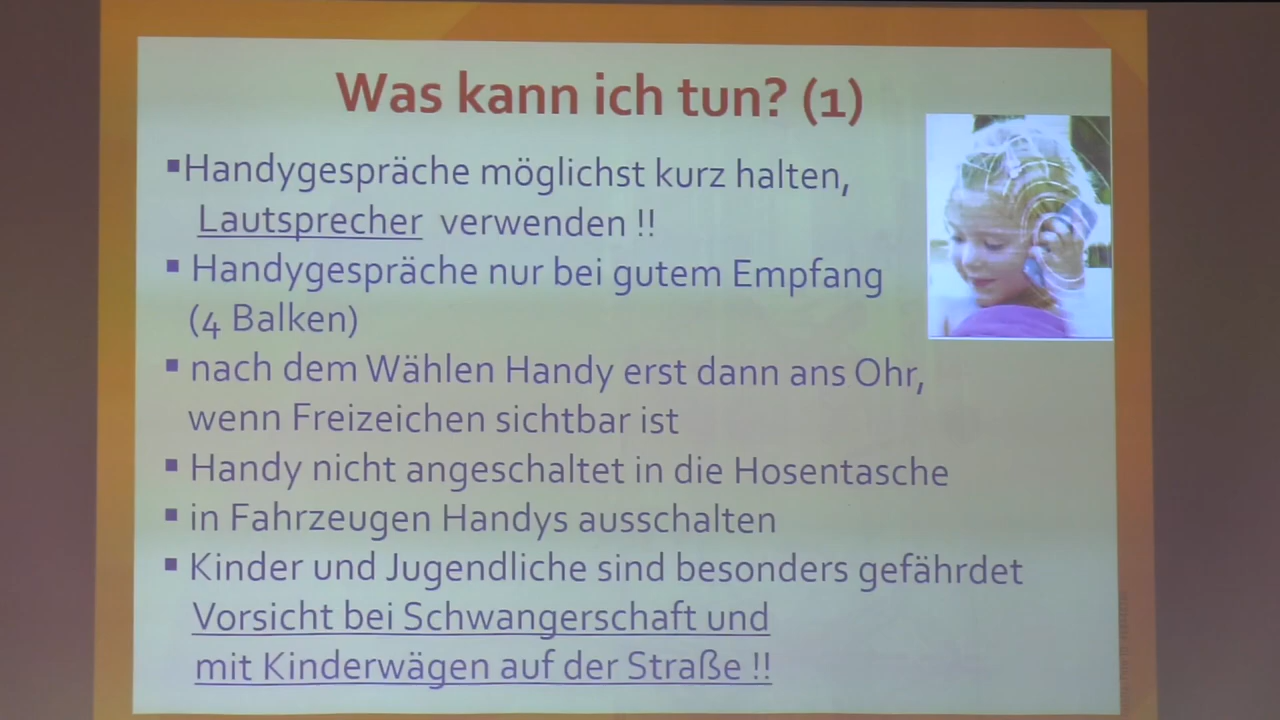 Was kann ich tun? (1)
▪Handygespräche möglichst kurz halten,
Lautsprecher verwenden !!
▪ Handygespräche nur bei gutem Empfang
(4 Balken)
▪ nach dem Wählen Handy erst dann ans Ohr,
wenn Freizeichen sichtbar ist
▪ Handy nicht angeschaltet in die Hosentasche
▪ in Fahrzeugen Handys ausschalten
▪ Kinder und Jugendliche sind besonders gefährdet
Vorsicht bei Schwangerschaft und
mit Kinderwägen auf der Straße !!